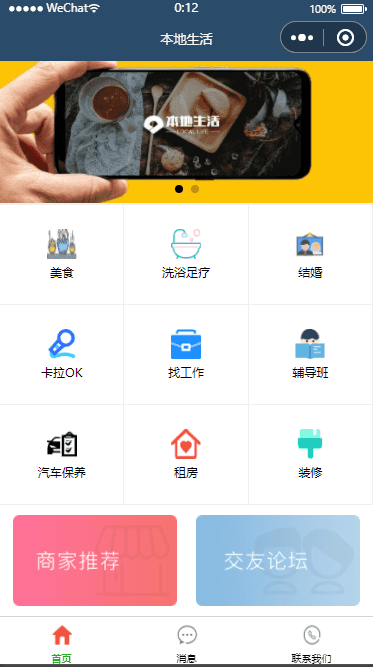 WeChat 0:12 100%
本地生活
本地生活
LOCAL LIFE
美食 洗浴足疗 结婚
卡拉OK 找工作 辅导班
汽车保养 租房 装修
商家推荐 交友论坛
首页 消息 联系我们